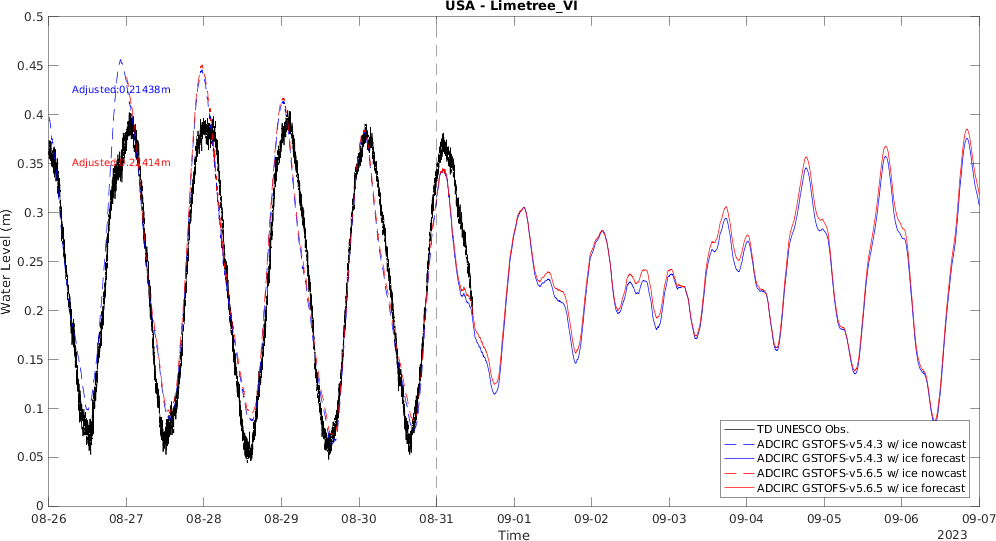 USA - Limetree_VI
0.5
0.45
0.4
0.35
0.3
0.25
0.2
0.15
0.1
0.05
0
Water Level (m)
Adjusted:0.21438m
Adjusted:0.22414m
TD UNESCO Obs.
ADCIRC GSTOFS-v5.4.3 w/ ice nowcast
ADCIRC GSTOFS-v5.4.3 w/ ice forecast
ADCIRC GSTOFS-v5.6.5 w/ ice nowcast
ADCIRC GSTOFS-v5.6.5 w/ ice forecast
08-26 08-27 08-28 08-29 08-30 08-31 09-01 09-02 09-03 09-04 09-05 09-06 09-07
Time
2023